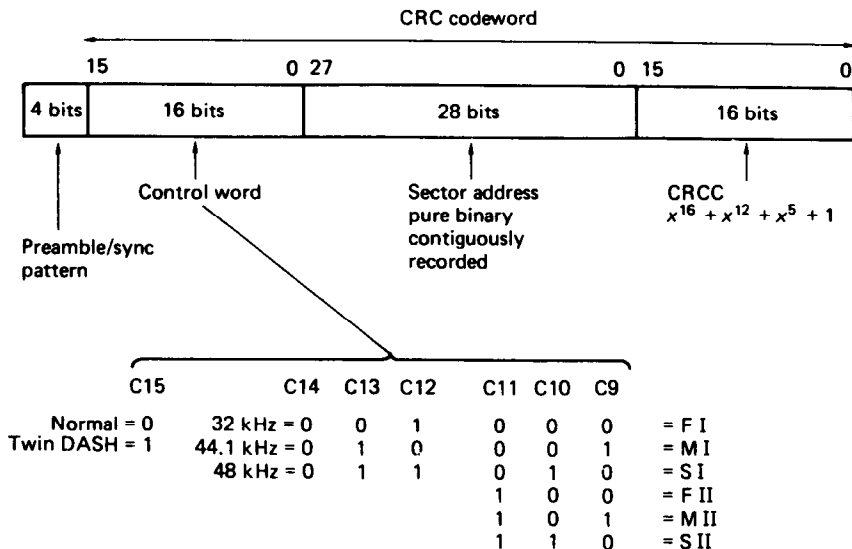 CRC codeword
15 0 27 0 15 0
4 bits 16 bits 28 bits 16 bits
Control word
Sector address
pure binary
contiguously
recorded
CRCC
x¹⁶ + x¹² + x⁵ + 1
Preamble/sync
pattern
C15 C14 C13 C12 C11 C10 C9
Normal = 0 32 kHz = 0 0 1 0 0 0 = F I
Twin DASH = 1 44.1 kHz = 0 1 0 0 0 1 = M I
48 kHz = 0 1 1 0 1 0 = S I
1 0 0 = F II
1 0 1 = M II
1 1 0 = S II